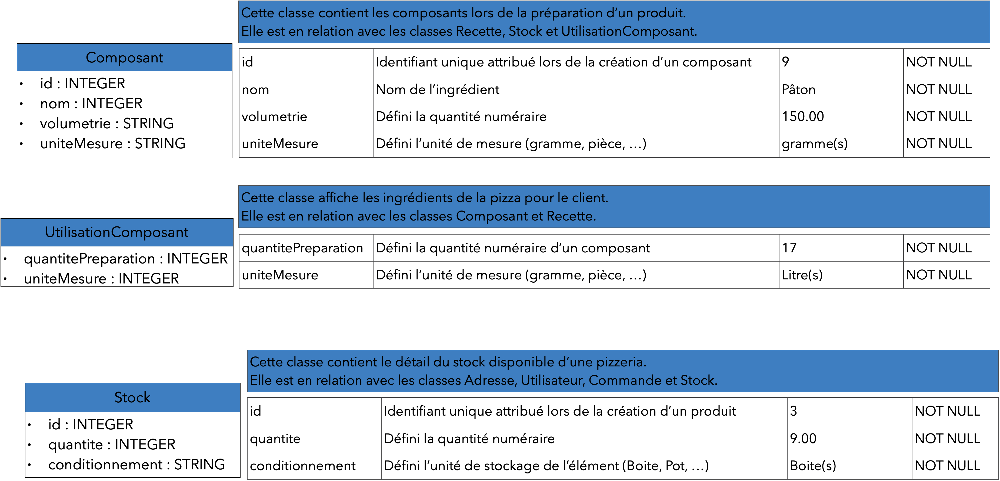 Cette classe contient les composants lors de la préparation d’un produit.
Elle est en relation avec les classes Recette, Stock et UtilisationComposant.
Composant
• id : INTEGER
• nom : INTEGER
• volumetrie : STRING
• uniteMesure : STRING
id Identifiant unique attribué lors de la création d’un composant 9 NOT NULL
nom Nom de l’ingrédient Pâton NOT NULL
volumetrie Défini la quantité numéraire 150.00 NOT NULL
uniteMesure Défini l’unité de mesure (gramme, pièce, …) gramme(s) NOT NULL
Cette classe affiche les ingrédients de la pizza pour le client.
Elle est en relation avec les classes Composant et Recette.
UtilisationComposant
• quantitePreparation : INTEGER
• uniteMesure : INTEGER
quantitePreparation Défini la quantité numéraire d’un composant 17 NOT NULL
uniteMesure Défini l’unité de mesure (gramme, pièce, …) Litre(s) NOT NULL
Cette classe contient le détail du stock disponible d’une pizzeria.
Elle est en relation avec les classes Adresse, Utilisateur, Commande et Stock.
Stock
• id : INTEGER
• quantite : INTEGER
• conditionnement : STRING
id Identifiant unique attribué lors de la création d’un produit 3 NOT NULL
quantite Défini la quantité numéraire 9.00 NOT NULL
conditionnement Défini l’unité de stockage de l’élément (Boite, Pot, …) Boite(s) NOT NULL